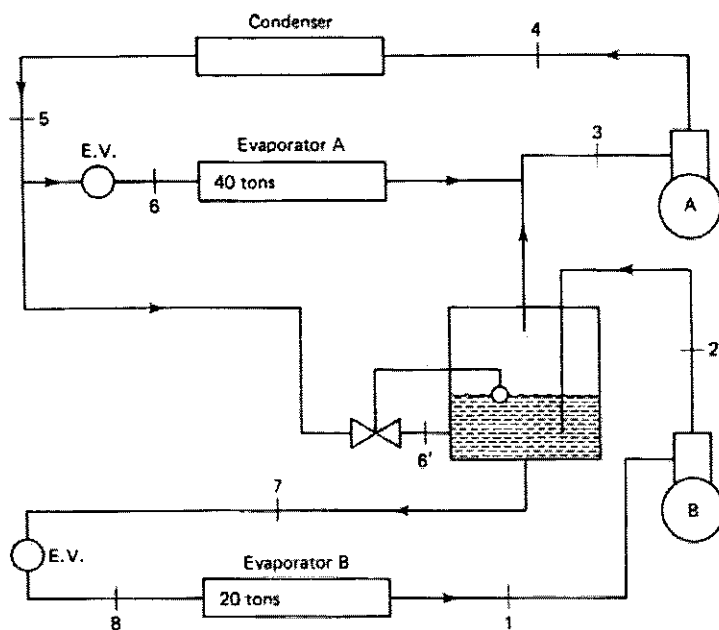 Condenser
4
5
E.V.
Evaporator A
3
40 tons
6
A
2
6'
7
B
E.V.
Evaporator B
20 tons
8
1